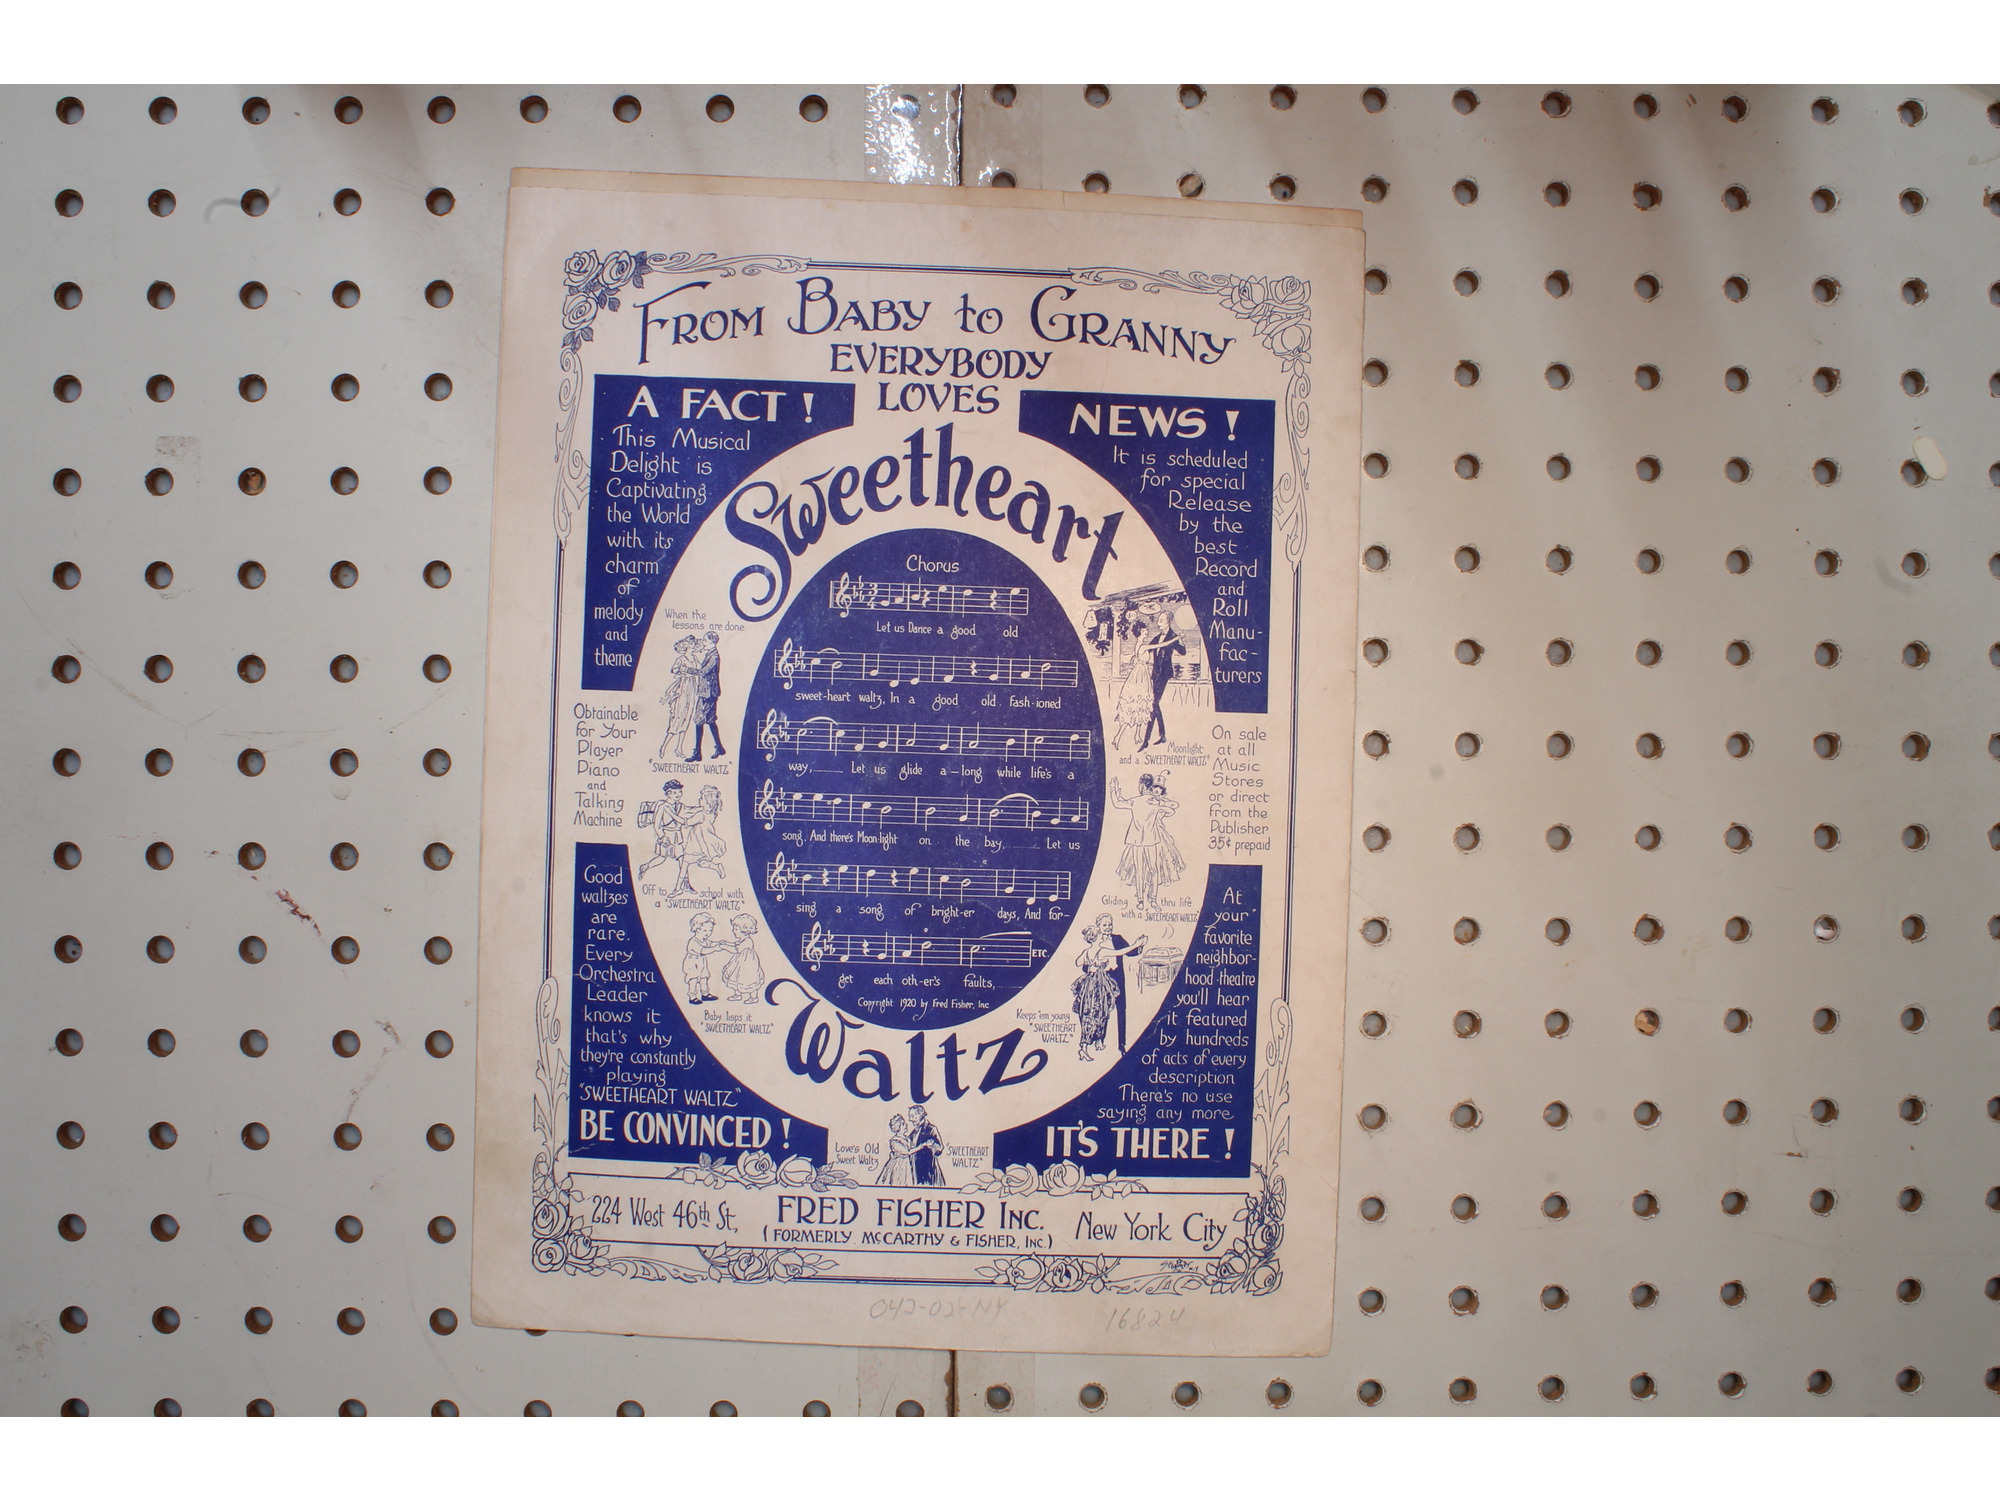 FROM BABY to GRANNY
EVERYBODY
LOVES
Sweetheart
Waltz
A FACT !
This Musical
Delight is
Captivating
the World
with its
charm
of
melody
and
theme
NEWS !
It is scheduled
for special
Release
by the
best
Record
and
Roll
Manu-
fac-
turers
Chorus
3
4
Let us Dance a good old
sweet-heart waltz, In a good old fash-ioned
way, Let us glide a-long while life's a
song. And there's Moon-light on the bay, Let us
sing a song of bright-er days, And for-
ETC.
get each oth-er's faults,
Copyright 1920 by Fred Fisher, Inc
When the
lessons are done
"SWEETHEART WALTZ"
Off to school with
a "SWEETHEART WALTZ"
Baby lisps it
"SWEETHEART WALTZ"
Moonlight
and a "SWEETHEART WALTZ"
Gliding thru life
with a "SWEETHEART WALTZ"
Keeps 'em young
"SWEETHEART
WALTZ"
Love's Old
Sweet Waltz
"SWEETHEART
WALTZ"
Obtainable
for Your
Player
Piano
and
Talking
Machine
On sale
at all
Music
Stores
or direct
from the
Publisher
35¢ prepaid
Good
waltzes
are
rare.
Every
Orchestra
Leader
knows it
that's why
they're constantly
playing
"SWEETHEART WALTZ"
BE CONVINCED !
At
your
favorite
neighbor-
hood theatre
you'll hear
it featured
by hundreds
of acts of every
description
There's no use
saying any more
IT'S THERE !
224 West 46th St, FRED FISHER INC. New York City
(FORMERLY McCARTHY & FISHER, INC.)
042-02-NY 16824